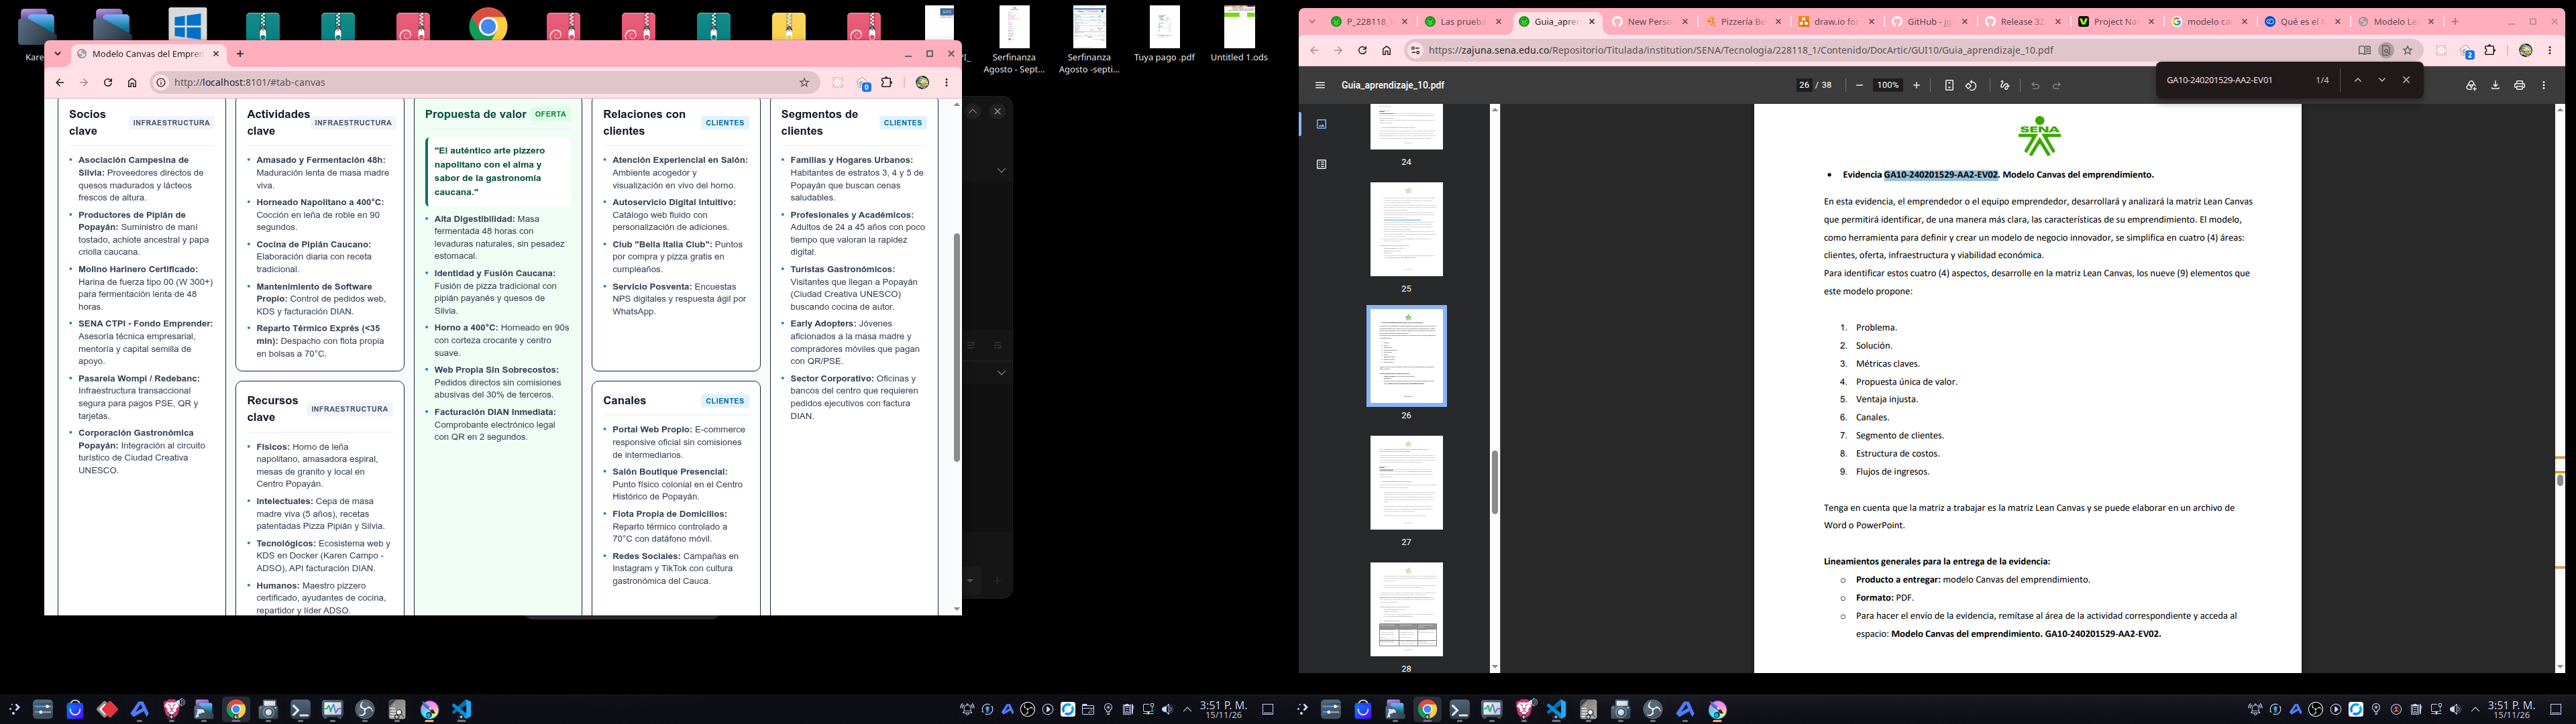 Karen
Serfinanza
Agosto - Sept...
Serfinanza
Agosto -septi...
Tuya pago .pdf
Untitled 1.ods
Modelo Canvas del Empren
http://localhost:8101/#tab-canvas
Socios
clave
INFRAESTRUCTURA
Asociación Campesina de
Silvia: Proveedores directos de
quesos madurados y lácteos
frescos de altura.
Productores de Pipián de
Popayán: Suministro de maní
tostado, achiote ancestral y papa
criolla caucana.
Molino Harinero Certificado:
Harina de fuerza tipo 00 (W 300+)
para fermentación lenta de 48
horas.
SENA CTPI - Fondo Emprender:
Asesoría técnica empresarial,
mentoría y capital semilla de
apoyo.
Pasarela Wompi / Redebanc:
Infraestructura transaccional
segura para pagos PSE, QR y
tarjetas.
Corporación Gastronómica
Popayán: Integración al circuito
turístico de Ciudad Creativa
UNESCO.
Actividades
clave
INFRAESTRUCTURA
Amasado y Fermentación 48h:
Maduración lenta de masa madre
viva.
Horneado Napolitano a 400°C:
Cocción en leña de roble en 90
segundos.
Cocina de Pipián Caucano:
Elaboración diaria con receta
tradicional.
Mantenimiento de Software
Propio: Control de pedidos web,
KDS y facturación DIAN.
Reparto Térmico Exprés (<35
min): Despacho con flota propia
en bolsas a 70°C.
Recursos
clave
INFRAESTRUCTURA
Físicos: Horno de leña
napolitano, amasadora espiral,
mesas de granito y local en
Centro Popayán.
Intelectuales: Cepa de masa
madre viva (5 años), recetas
patentadas Pizza Pipián y Silvia.
Tecnológicos: Ecosistema web y
KDS en Docker (Karen Campo -
ADSO), API facturación DIAN.
Humanos: Maestro pizzero
certificado, ayudantes de cocina,
repartidor y líder ADSO.
Propuesta de valor
OFERTA
"El auténtico arte pizzero
napolitano con el alma y
sabor de la gastronomía
caucana."
Alta Digestibilidad: Masa
fermentada 48 horas con
levaduras naturales, sin pesadez
estomacal.
Identidad y Fusión Caucana:
Fusión de pizza tradicional con
pipián payanés y quesos de
Silvia.
Horno a 400°C: Horneado en 90s
con corteza crocante y centro
suave.
Web Propia Sin Sobrecostos:
Pedidos directos sin comisiones
abusivas del 30% de terceros.
Facturación DIAN Inmediata:
Comprobante electrónico legal
con QR en 2 segundos.
Relaciones con
clientes
CLIENTES
Atención Experiencial en Salón:
Ambiente acogedor y
visualización en vivo del horno.
Autoservicio Digital Intuitivo:
Catálogo web fluido con
personalización de adiciones.
Club "Bella Italia Club": Puntos
por compra y pizza gratis en
cumpleaños.
Servicio Posventa: Encuestas
NPS digitales y respuesta ágil por
WhatsApp.
Canales
CLIENTES
Portal Web Propio: E-commerce
responsive oficial sin comisiones
de intermediarios.
Salón Boutique Presencial:
Punto físico colonial en el Centro
Histórico de Popayán.
Flota Propia de Domicilios:
Reparto térmico controlado a
70°C con datáfono móvil.
Redes Sociales: Campañas en
Instagram y TikTok con cultura
gastronómica del Cauca.
Segmentos de
clientes
CLIENTES
Familias y Hogares Urbanos:
Habitantes de estratos 3, 4 y 5 de
Popayán que buscan cenas
saludables.
Profesionales y Académicos:
Adultos de 24 a 45 años con poco
tiempo que valoran la rapidez
digital.
Turistas Gastronómicos:
Visitantes que llegan a Popayán
(Ciudad Creativa UNESCO)
buscando cocina de autor.
Early Adopters: Jóvenes
aficionados a la masa madre y
compradores móviles que pagan
con QR/PSE.
Sector Corporativo: Oficinas y
bancos del centro que requieren
pedidos ejecutivos con factura
DIAN.
P_228118_
Las prueba
Guia_apren
New Perso
Pizzería Be
draw.io fo
GitHub - jg
Release 32
Project Na
modelo ca
Qué es el M
Modelo Le
https://zajuna.sena.edu.co/Repositorio/Titulada/institution/SENA/Tecnologia/228118_1/Contenido/DocArtic/GUI10/Guia_aprendizaje_10.pdf
GA10-240201529-AA2-EV01
1/4
Guia_aprendizaje_10.pdf
26 / 38
100%
24
25
26
27
28
SENA
Evidencia GA10-240201529-AA2-EV02. Modelo Canvas del emprendimiento.
En esta evidencia, el emprendedor o el equipo emprendedor, desarrollará y analizará la matriz Lean Canvas
que permitirá identificar, de una manera más clara, las características de su emprendimiento. El modelo,
como herramienta para definir y crear un modelo de negocio innovador, se simplifica en cuatro (4) áreas:
clientes, oferta, infraestructura y viabilidad económica.
Para identificar estos cuatro (4) aspectos, desarrolle en la matriz Lean Canvas, los nueve (9) elementos que
este modelo propone:
1. Problema.
2. Solución.
3. Métricas claves.
4. Propuesta única de valor.
5. Ventaja injusta.
6. Canales.
7. Segmento de clientes.
8. Estructura de costos.
9. Flujos de ingresos.
Tenga en cuenta que la matriz a trabajar es la matriz Lean Canvas y se puede elaborar en un archivo de
Word o PowerPoint.
Lineamientos generales para la entrega de la evidencia:
Producto a entregar: modelo Canvas del emprendimiento.
Formato: PDF.
Para hacer el envío de la evidencia, remítase al área de la actividad correspondiente y acceda al
espacio: Modelo Canvas del emprendimiento. GA10-240201529-AA2-EV02.
3:51 P. M.
15/11/26
3:51 P. M.
15/11/26